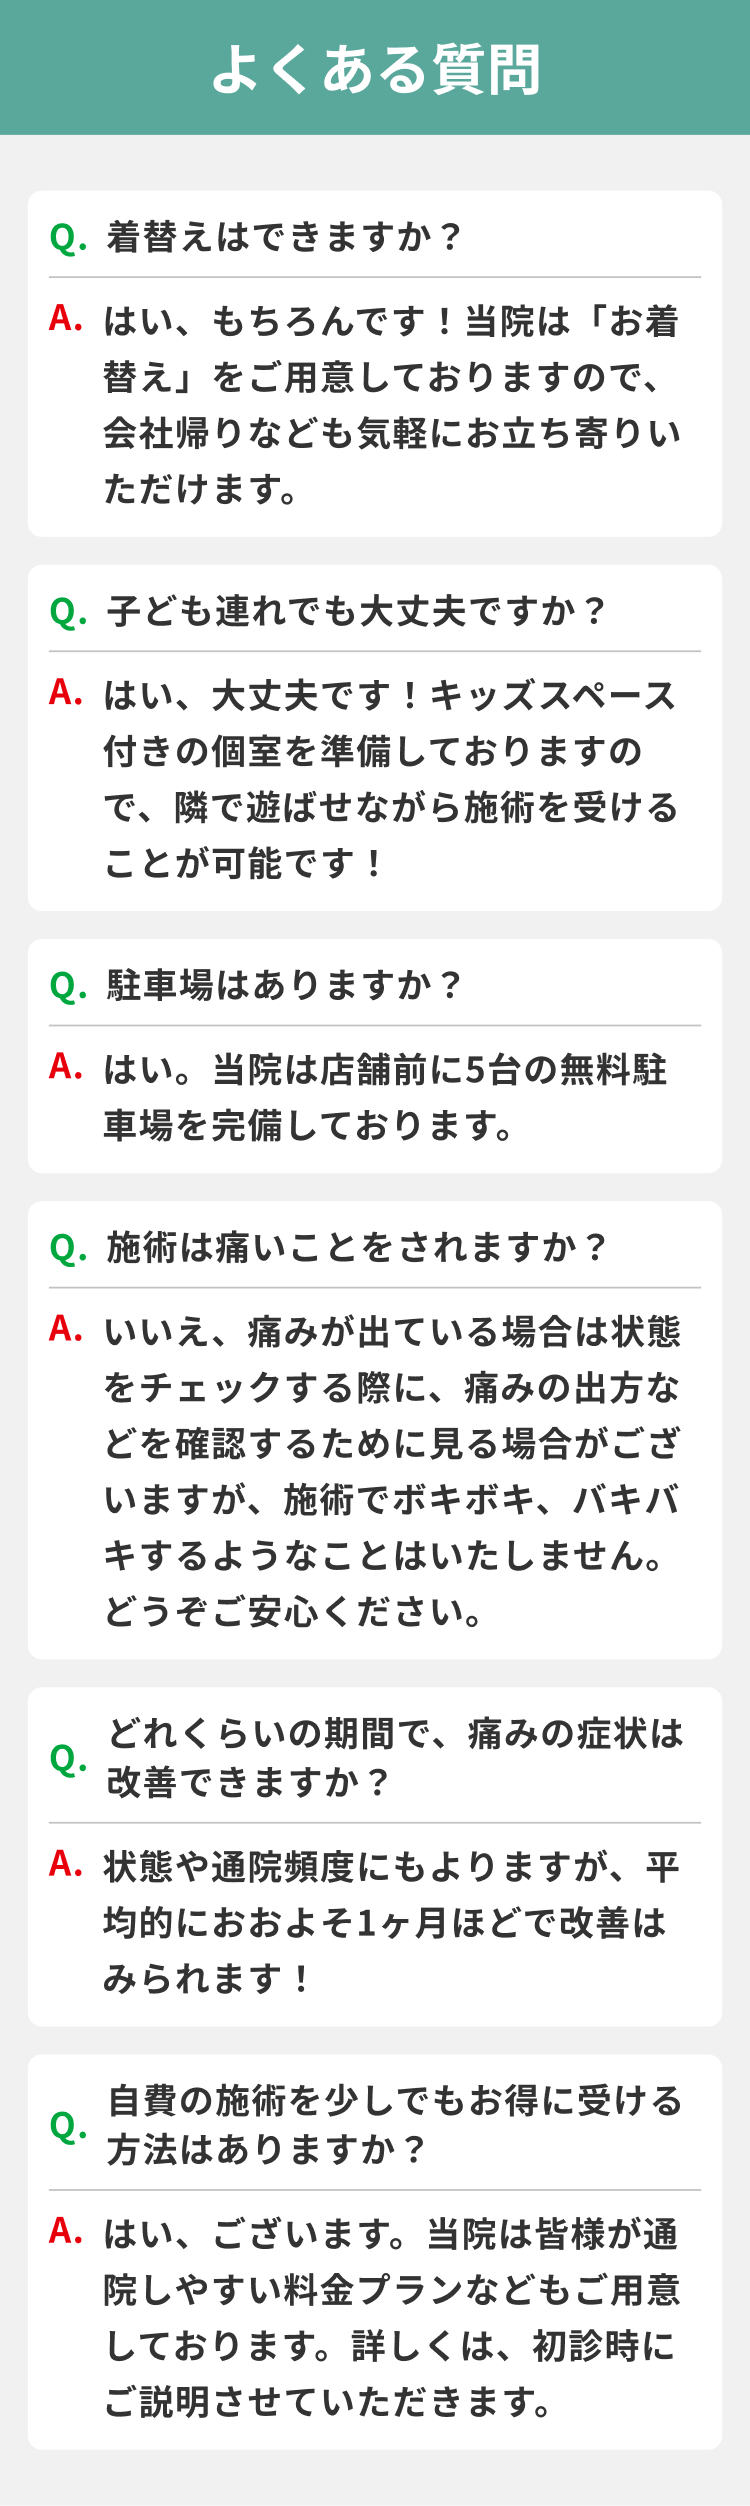 よくある質問
Q. 着替えはできますか？
A. はい、もちろんです！当院は「お着
替え」をご用意しておりますので、
会社帰りなども気軽にお立ち寄りい
ただけます。
Q. 子ども連れでも大丈夫ですか？
A. はい、大丈夫です！キッズスペース
付きの個室を準備しておりますの
で、隣で遊ばせながら施術を受ける
ことが可能です！
Q. 駐車場はありますか？
A. はい。当院は店舗前に5台の無料駐
車場を完備しております。
Q. 施術は痛いことをされますか？
A. いいえ、痛みが出ている場合は状態
をチェックする際に、痛みの出方な
どを確認するために見る場合がござ
いますが、施術でボキボキ、バキバ
キするようなことはいたしません。
どうぞご安心ください。
Q. どれくらいの期間で、痛みの症状は
改善できますか？
A. 状態や通院頻度にもよりますが、平
均的におおよそ1ヶ月ほどで改善は
みられます！
Q. 自費の施術を少しでもお得に受ける
方法はありますか？
A. はい、ございます。当院は皆様が通
院しやすい料金プランなどもご用意
しております。詳しくは、初診時に
ご説明させていただきます。